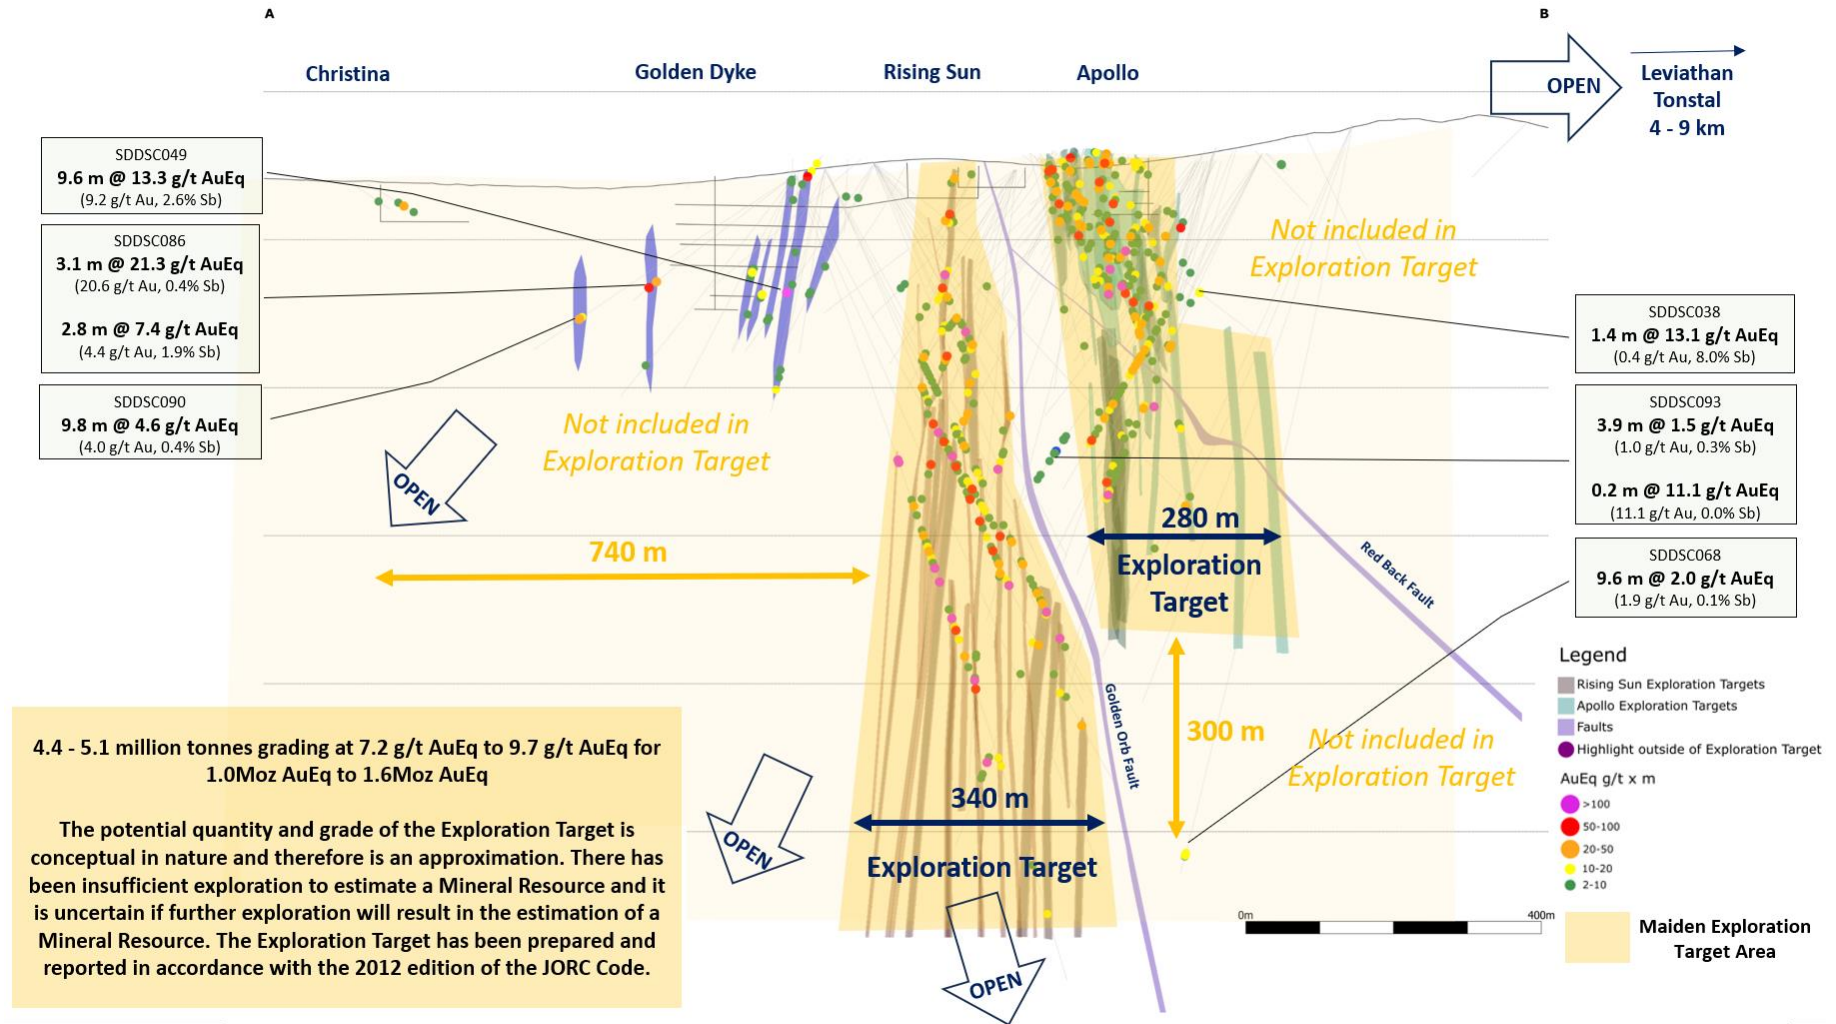 A
B
Christina
Golden Dyke
Rising Sun
Apollo
OPEN
Leviathan
Tonstal
4 - 9 km
SDDSC049
9.6 m @ 13.3 g/t AuEq
(9.2 g/t Au, 2.6% Sb)
SDDSC086
3.1 m @ 21.3 g/t AuEq
(20.6 g/t Au, 0.4% Sb)
2.8 m @ 7.4 g/t AuEq
(4.4 g/t Au, 1.9% Sb)
SDDSC090
9.8 m @ 4.6 g/t AuEq
(4.0 g/t Au, 0.4% Sb)
Not included in
Exploration Target
SDDSC038
1.4 m @ 13.1 g/t AuEq
(0.4 g/t Au, 8.0% Sb)
SDDSC093
3.9 m @ 1.5 g/t AuEq
(1.0 g/t Au, 0.3% Sb)
0.2 m @ 11.1 g/t AuEq
(11.1 g/t Au, 0.0% Sb)
SDDSC068
9.6 m @ 2.0 g/t AuEq
(1.9 g/t Au, 0.1% Sb)
Not included in
Exploration Target
OPEN
740 m
280 m
Exploration
Target
Red Back Fault
Golden Orb Fault
300 m
Not included in
Exploration Target
340 m
Exploration Target
OPEN
OPEN
4.4 - 5.1 million tonnes grading at 7.2 g/t AuEq to 9.7 g/t AuEq for
1.0Moz AuEq to 1.6Moz AuEq
The potential quantity and grade of the Exploration Target is
conceptual in nature and therefore is an approximation. There has
been insufficient exploration to estimate a Mineral Resource and it
is uncertain if further exploration will result in the estimation of a
Mineral Resource. The Exploration Target has been prepared and
reported in accordance with the 2012 edition of the JORC Code.
Legend
Rising Sun Exploration Targets
Apollo Exploration Targets
Faults
Highlight outside of Exploration Target
AuEq g/t x m
>100
50-100
20-50
10-20
2-10
0m
400m
Maiden Exploration
Target Area